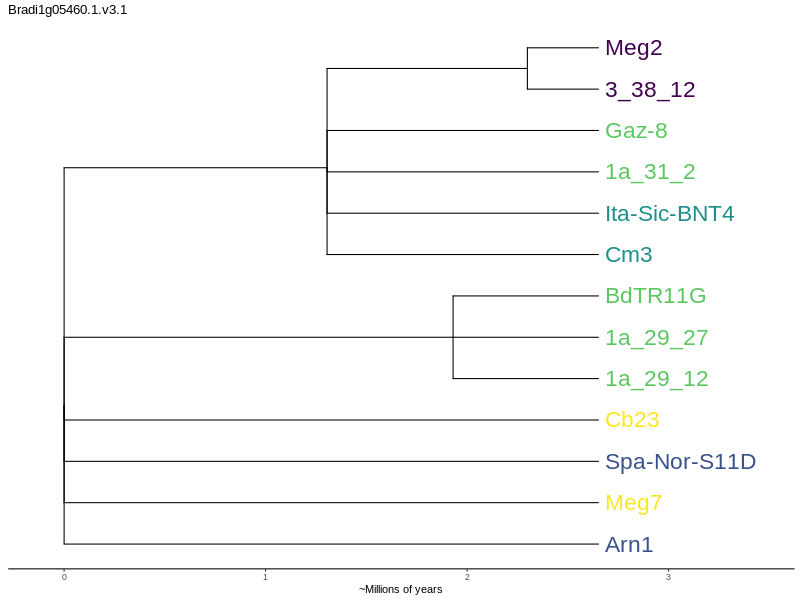 Bradi1g05460.1.v3.1
Meg2
3_38_12
Gaz-8
1a_31_2
Ita-Sic-BNT4
Cm3
BdTR11G
1a_29_27
1a_29_12
Cb23
Spa-Nor-S11D
Meg7
Arn1
0 1 2 3
~Millions of years